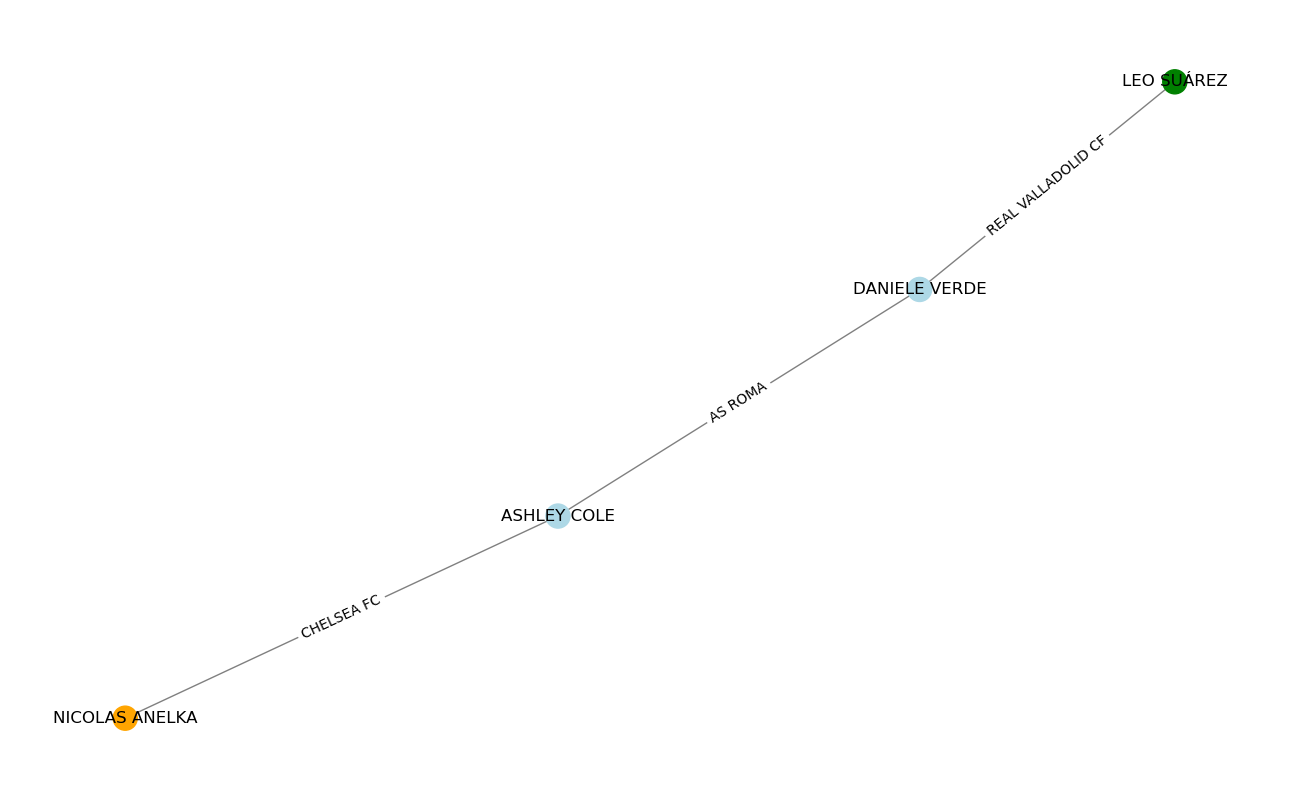 LEO SUÁREZ
REAL VALLADOLID CF
DANIELE VERDE
AS ROMA
ASHLEY COLE
CHELSEA FC
NICOLAS ANELKA